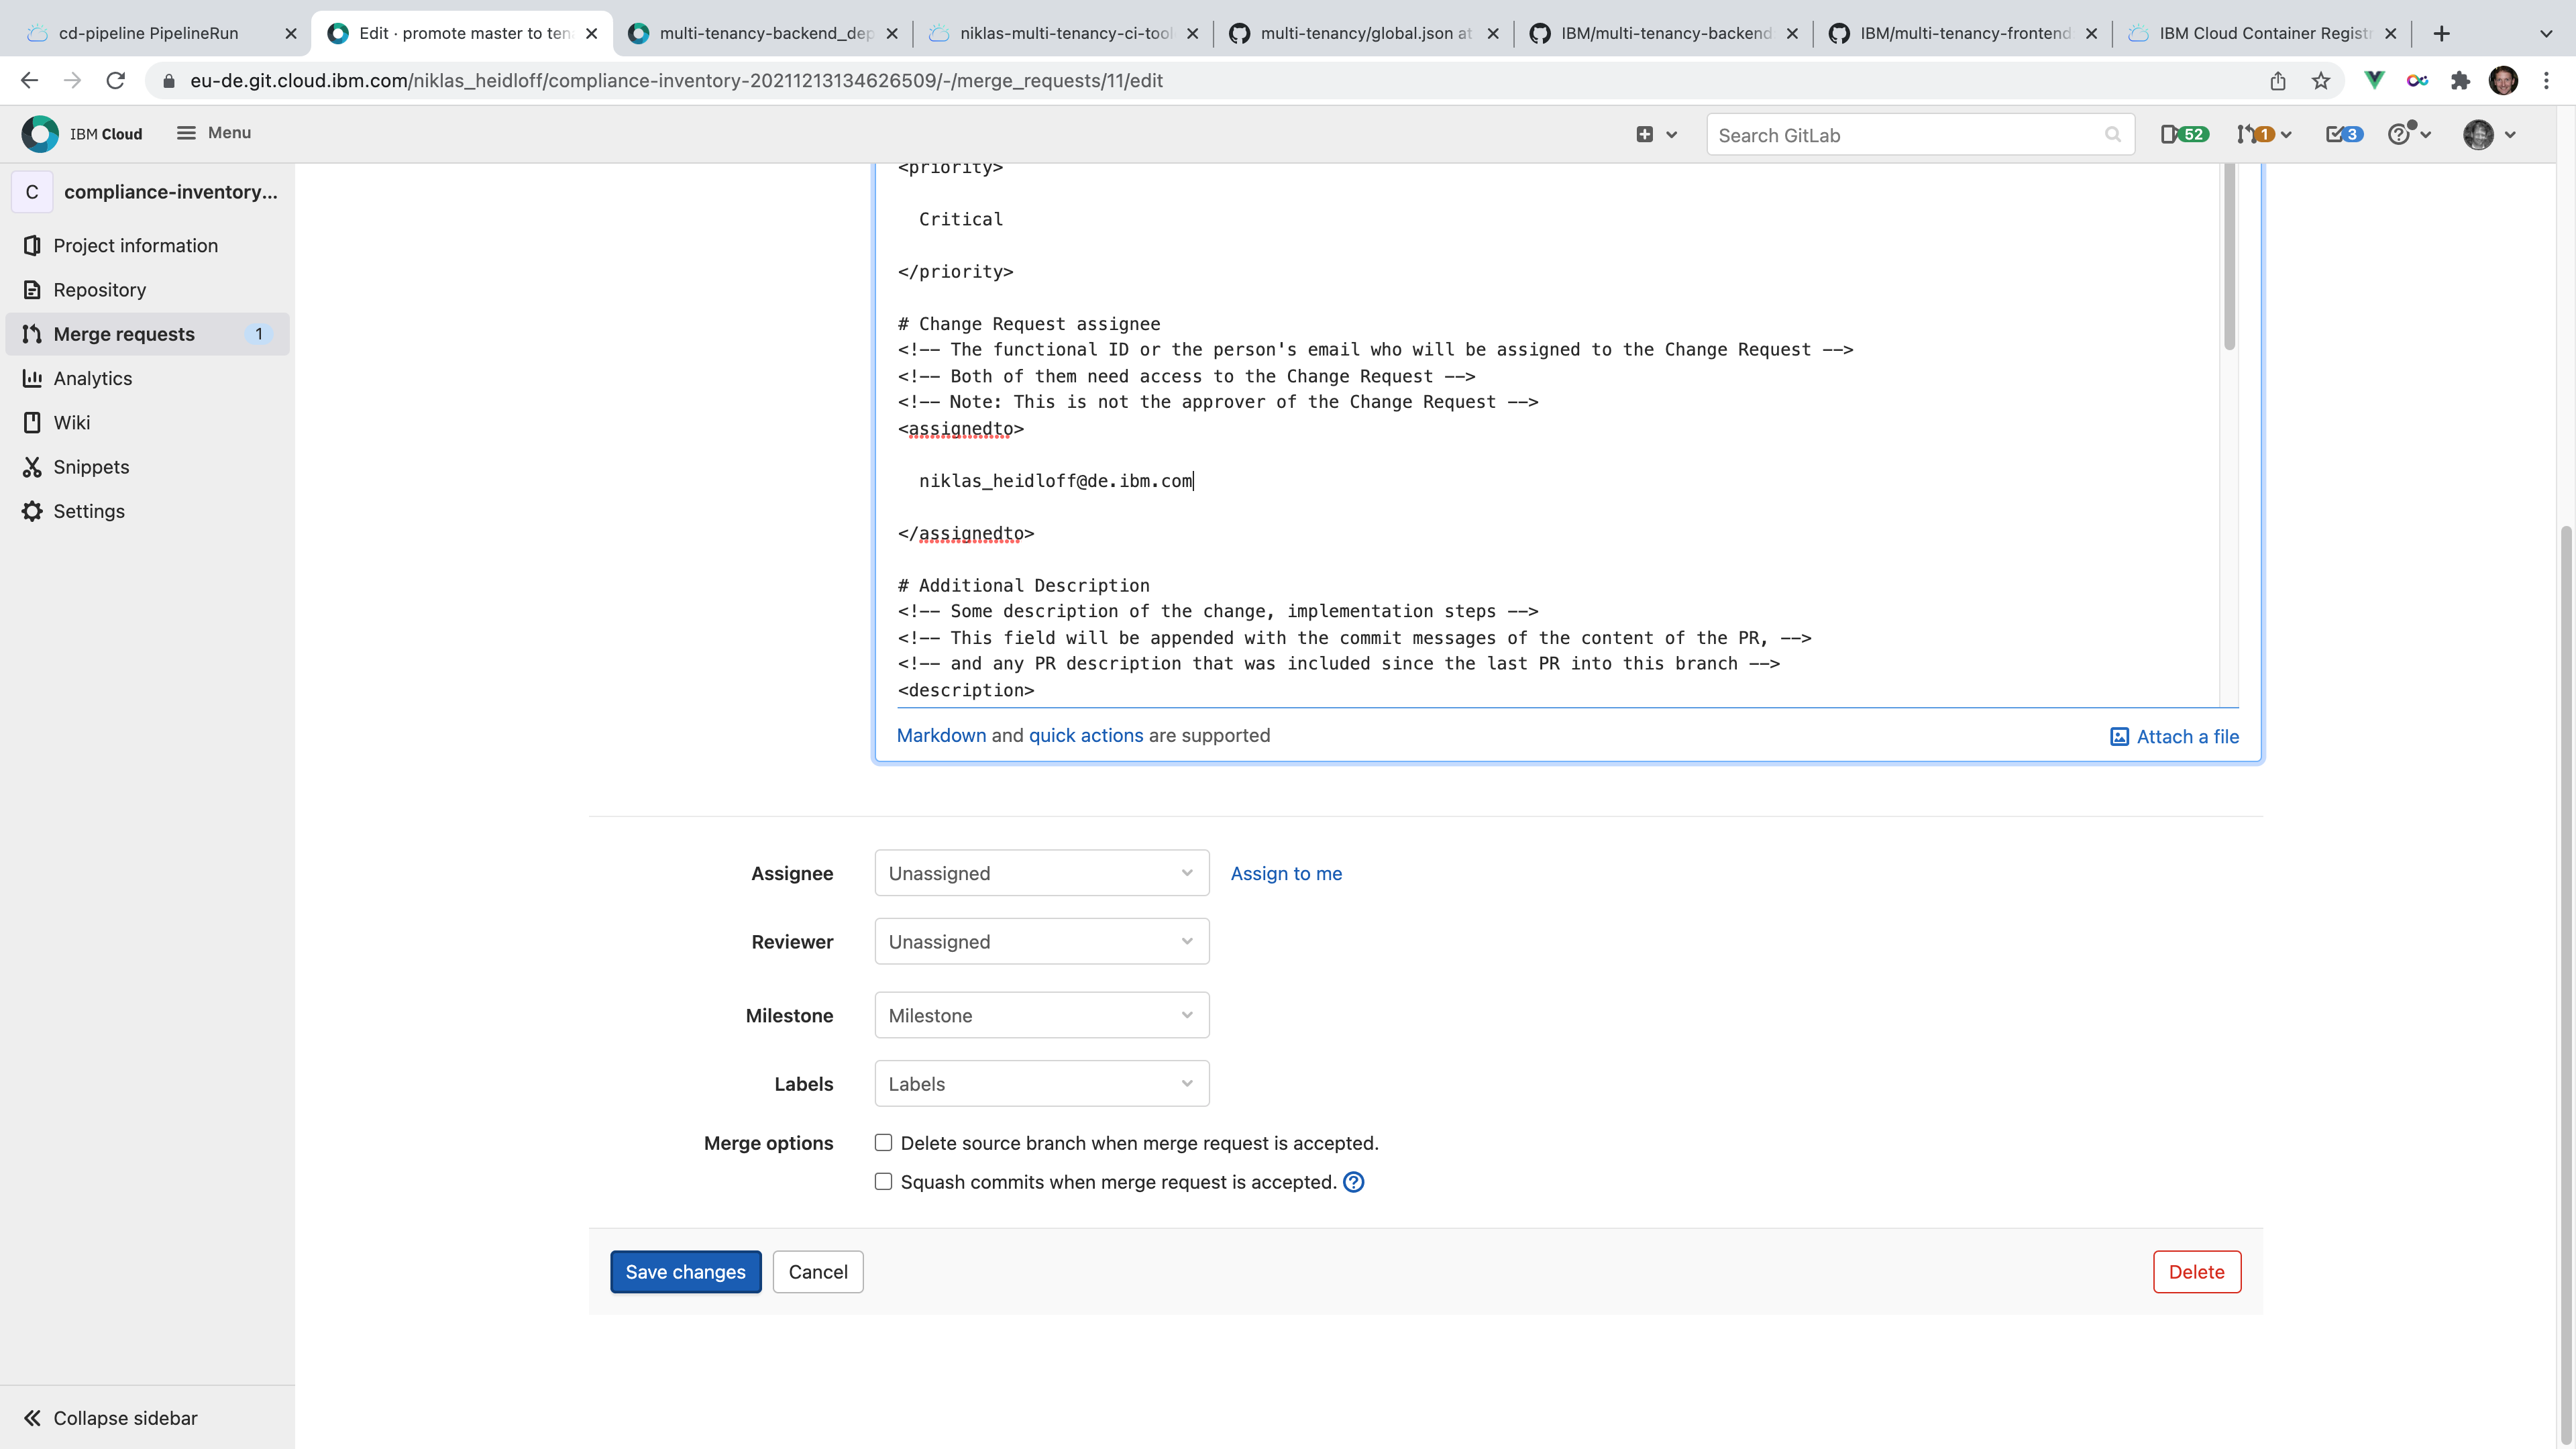 cd-pipeline PipelineRun
Edit · promote master to ten
multi-tenancy-backend_dep
niklas-multi-tenancy-ci-tool
multi-tenancy/global.json at
IBM/multi-tenancy-backend
IBM/multi-tenancy-frontend
IBM Cloud Container Registr
eu-de.git.cloud.ibm.com/niklas_heidloff/compliance-inventory-20211213134626509/-/merge_requests/11/edit
IBM Cloud
Menu
Search GitLab
52
1
3
C compliance-inventory...
Project information
Repository
Merge requests 1
Analytics
Wiki
Snippets
Settings
Collapse sidebar
<priority>
Critical
</priority>
# Change Request assignee
<!-- The functional ID or the person's email who will be assigned to the Change Request -->
<!-- Both of them need access to the Change Request -->
<!-- Note: This is not the approver of the Change Request -->
<assignedto>
niklas_heidloff@de.ibm.com
</assignedto>
# Additional Description
<!-- Some description of the change, implementation steps -->
<!-- This field will be appended with the commit messages of the content of the PR, -->
<!-- and any PR description that was included since the last PR into this branch -->
<description>
Markdown and quick actions are supported
Attach a file
Assignee Unassigned Assign to me
Reviewer Unassigned
Milestone Milestone
Labels Labels
Merge options Delete source branch when merge request is accepted.
Squash commits when merge request is accepted.
Save changes Cancel Delete